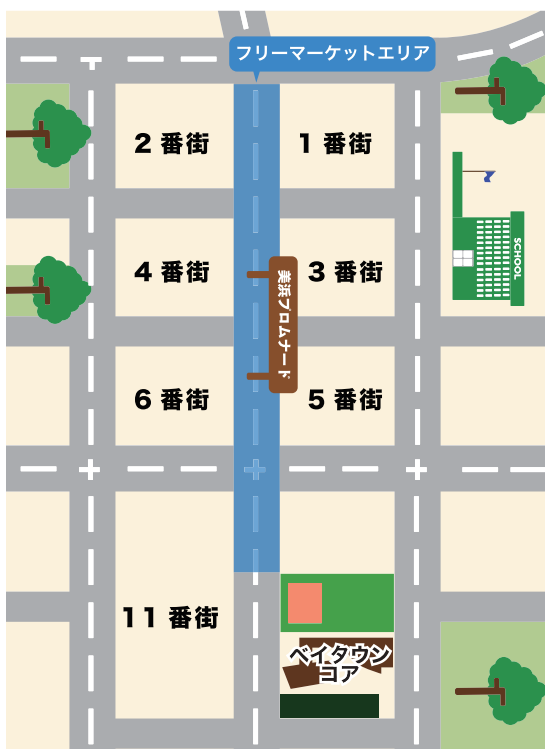 フリーマーケットエリア
2 番街
1 番街
4 番街
3 番街
美浜プロムナード
SCHOOL
6 番街
5 番街
11 番街
ベイタウン
コア